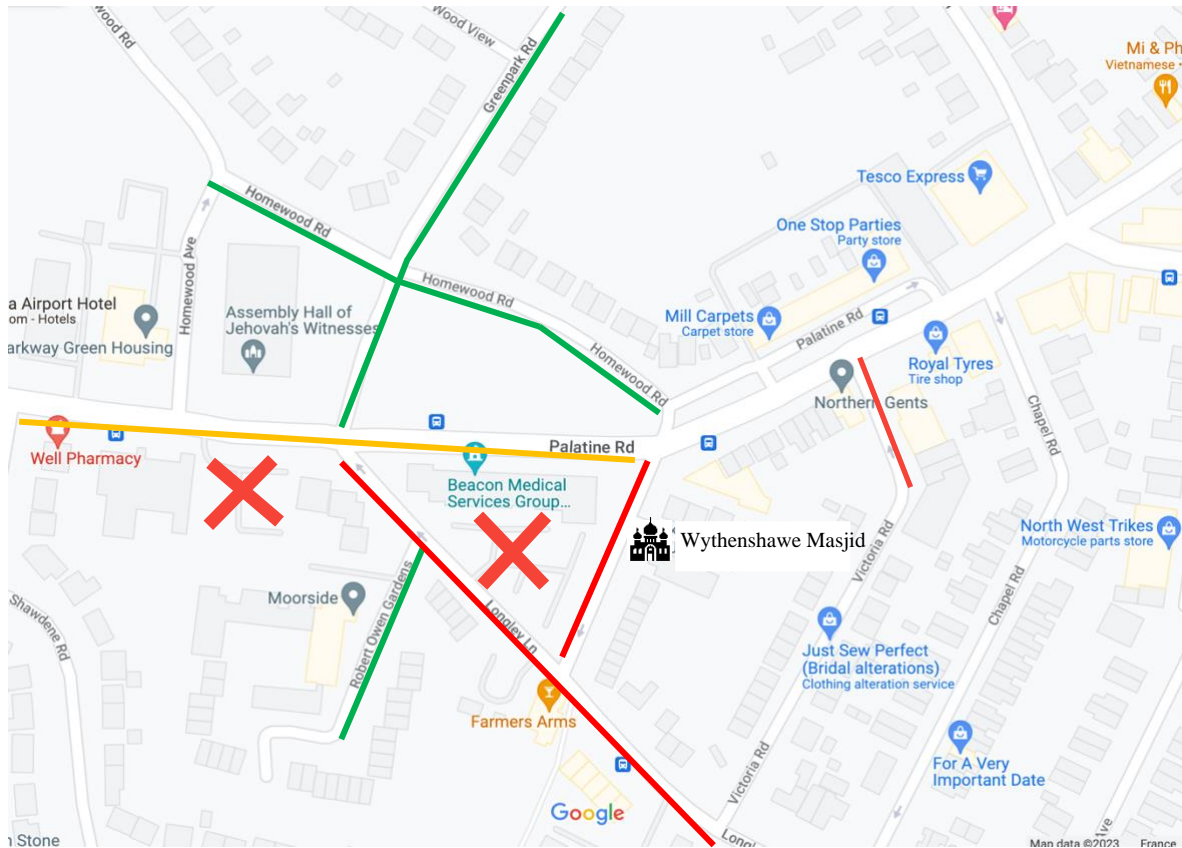 wood Rd
Wood View
Greenpark Rd
Mi & Ph
Vietnamese •
Tesco Express
One Stop Parties
Party store
Homewood Rd
Homewood Ave
a Airport Hotel
om - Hotels
arkway Green Housing
Assembly Hall of
Jehovah's Witnesses
Homewood Rd
Mill Carpets
Carpet store
Palatine Rd
Homewood Rd
Royal Tyres
Tire shop
Northern Gents
Chapel Rd
Well Pharmacy
Palatine Rd
Beacon Medical
Services Group...
Wythenshawe Masjid
North West Trikes
Motorcycle parts store
Victoria Rd
Chapel Rd
Moorside
Shawdene Rd
Robert Owen Gardens
Longley Ln
Just Sew Perfect
(Bridal alterations)
Clothing alteration service
Farmers Arms
Victoria Rd
For A Very
Important Date
Google
n Stone
Longl
Ave
Map data ©2023
France